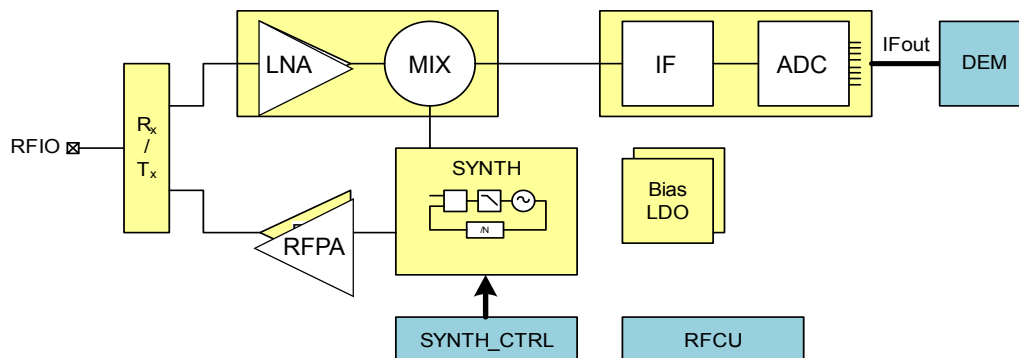 LNA
MIX
IF
ADC
IFout
DEM
RFIO
Rx
/
Tx
SYNTH
/N
Bias
LDO
RFPA
SYNTH_CTRL
RFCU